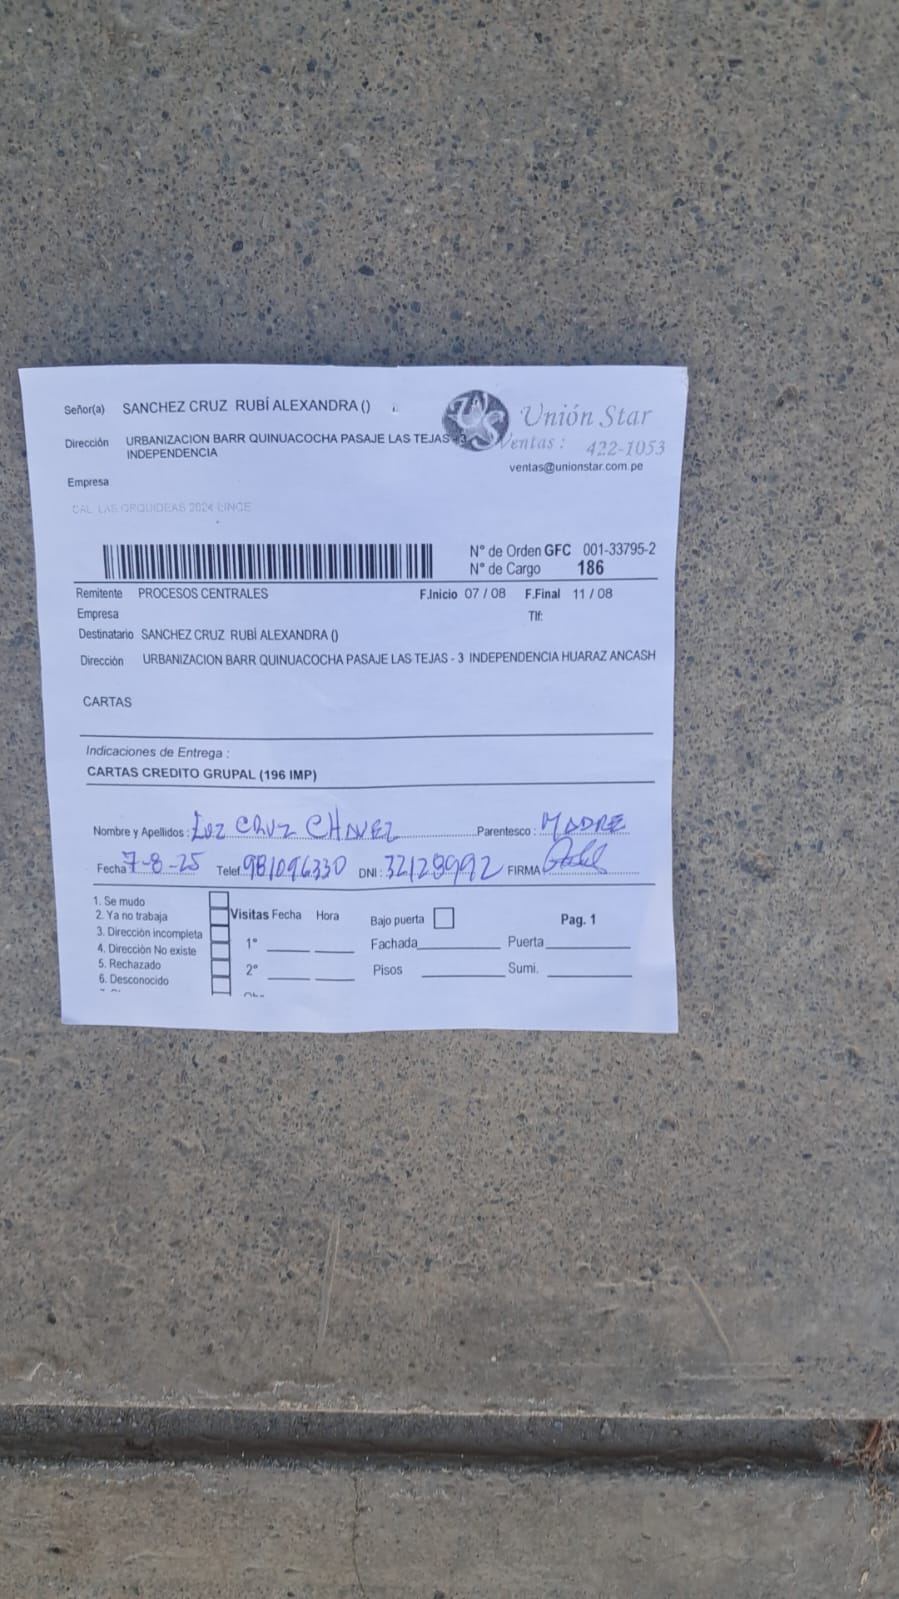 Señor(a) SANCHEZ CRUZ RUBÍ ALEXANDRA ()
Unión Star
Ventas : 422-1053
ventas@unionstar.com.pe
Dirección URBANIZACION BARR QUINUACOCHA PASAJE LAS TEJAS - 3
INDEPENDENCIA
Empresa
CAL. LAS ORQUIDEAS 2024 LINCE
N° de Orden GFC 001-33795-2
N° de Cargo 186
Remitente PROCESOS CENTRALES F.Inicio 07 / 08 F.Final 11 / 08
Empresa Tlf:
Destinatario SANCHEZ CRUZ RUBÍ ALEXANDRA ()
Dirección URBANIZACION BARR QUINUACOCHA PASAJE LAS TEJAS - 3 INDEPENDENCIA HUARAZ ANCASH
CARTAS
Indicaciones de Entrega :
CARTAS CREDITO GRUPAL (196 IMP)
Nombre y Apellidos : Luz CRUZ CHAVEZ Parentesco : MADRE
Fecha 7-8-25 Telef 981096330 DNI : 32128992 FIRMA
1. Se mudo
2. Ya no trabaja
3. Dirección incompleta
4. Dirección No existe
5. Rechazado
6. Desconocido
Visitas Fecha Hora
1°
2°
Bajo puerta
Pag. 1
Fachada Puerta
Pisos Sumi.